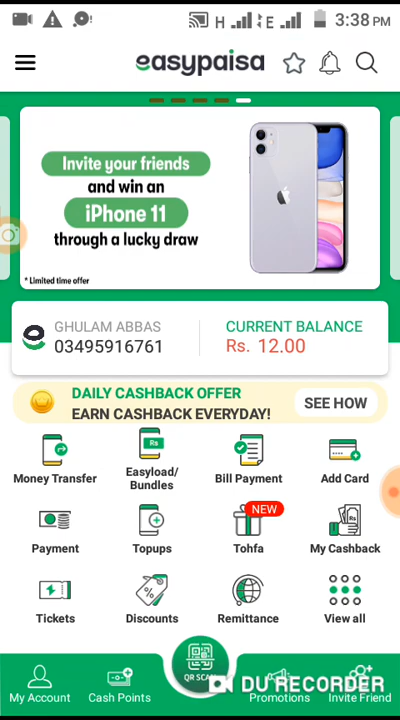 H E 3:38 PM
easypaisa
Invite your friends
and win an
iPhone 11
through a lucky draw
* Limited time offer
GHULAM ABBAS
03495916761
CURRENT BALANCE
Rs. 12.00
DAILY CASHBACK OFFER
EARN CASHBACK EVERYDAY!
SEE HOW
Money Transfer
Rs
Easyload/
Bundles
Bill Payment
Add Card
Payment
Topups
NEW
Tohfa
Rs
My Cashback
Tickets
Discounts
Remittance
View all
My Account
Cash Points
QR SCAN
Promotions
Invite Friend
DU RECORDER